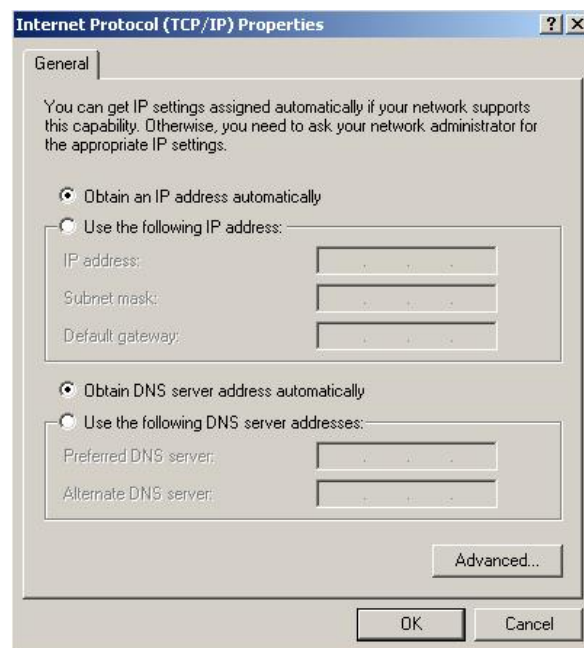 Internet Protocol (TCP/IP) Properties
General
You can get IP settings assigned automatically if your network supports
this capability. Otherwise, you need to ask your network administrator for
the appropriate IP settings.
Obtain an IP address automatically
Use the following IP address:
IP address:
Subnet mask:
Default gateway:
Obtain DNS server address automatically
Use the following DNS server addresses:
Preferred DNS server:
Alternate DNS server:
Advanced...
OK Cancel